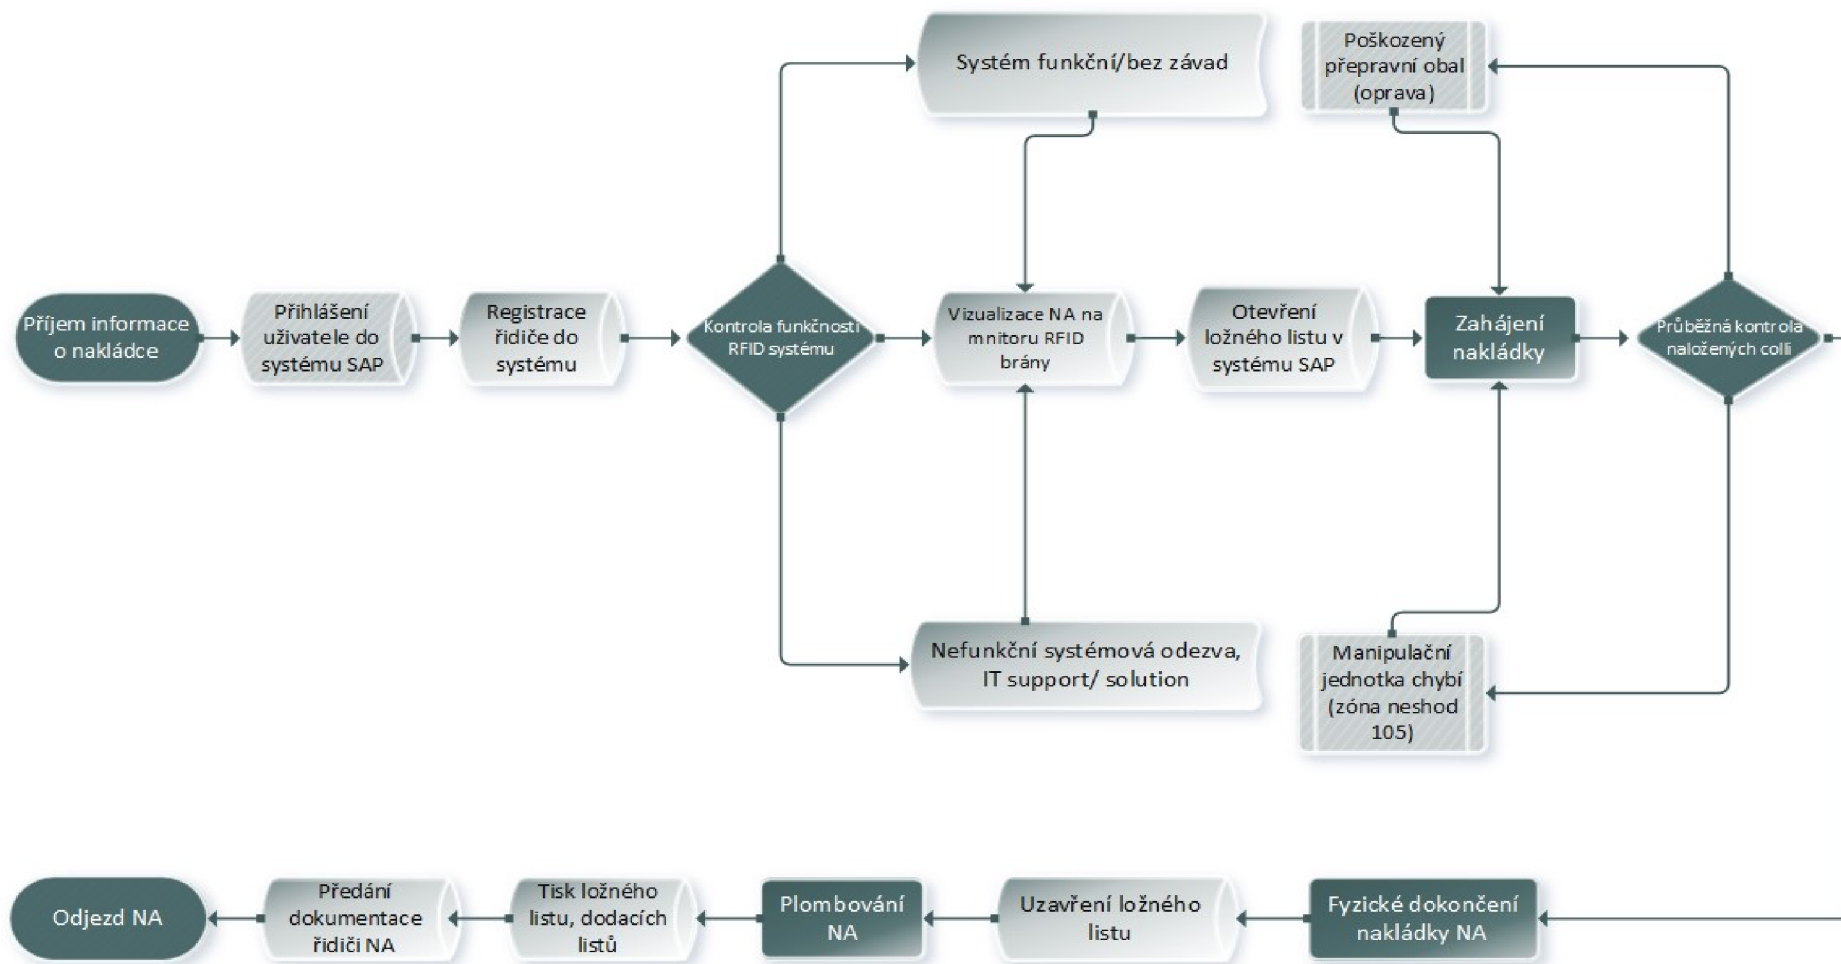 Systém funkční/bez závad
Poškozený
přepravní obal
(oprava)
Příjem informace
o nakládce
Přihlášení
uživatele do
systému SAP
Registrace
řidiče do
systému
Kontrola funkčnosti
RFID systému
Vizualizace NA na
mnitoru RFID
brány
Otevření
ložného listu v
systému SAP
Zahájení
nakládky
Průběžná kontrola
naložených colli
Nefunkční systémová odezva,
IT support/ solution
Manipulační
jednotka chybí
(zóna neshod
105)
Odjezd NA
Předání
dokumentace
řidiči NA
Tisk ložného
listu, dodacích
listů
Plombování
NA
Uzavření ložného
listu
Fyzické dokončení
nakládky NA